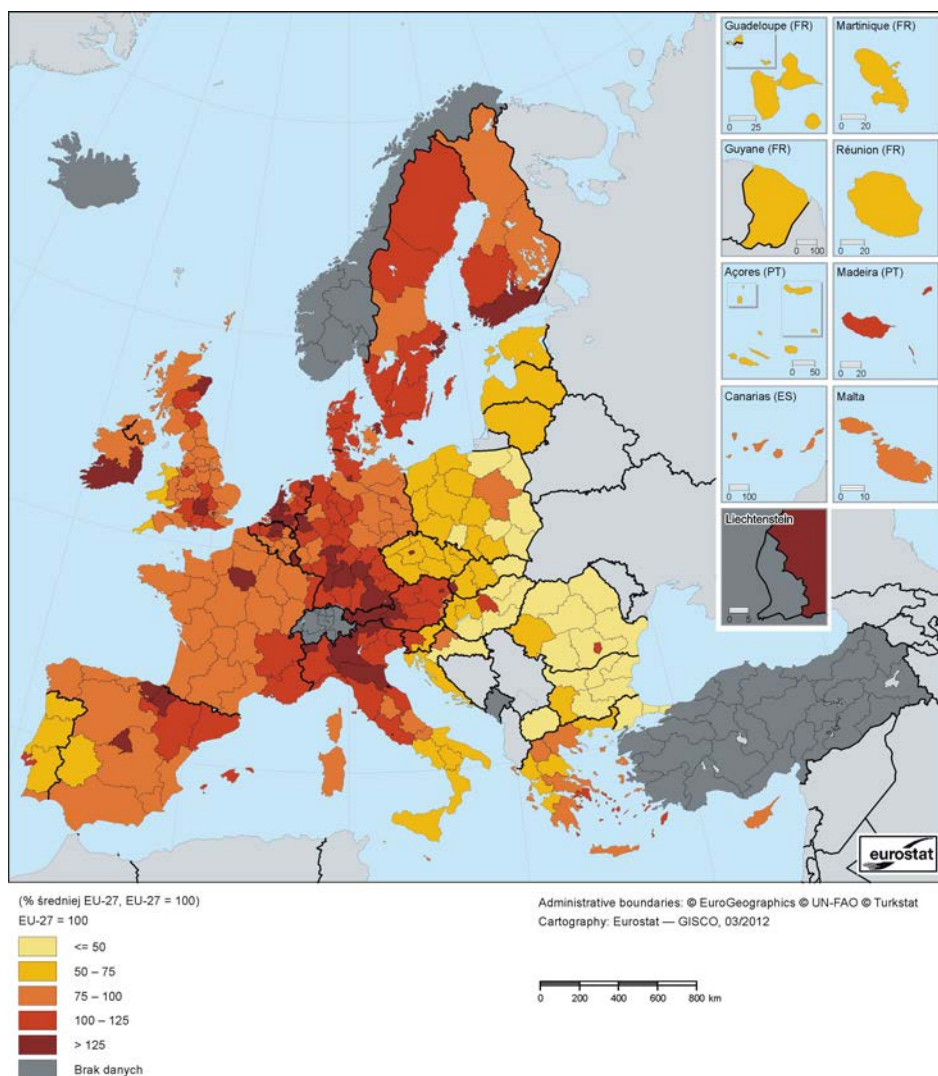 Guadeloupe (FR)
0 25
Martinique (FR)
0 20
Guyane (FR)
0 100
Réunion (FR)
0 20
Açores (PT)
0 50
Madeira (PT)
0 20
Canarias (ES)
0 100
Malta
0 10
Liechtenstein
0 5
eurostat
(% średniej EU-27, EU-27 = 100)
EU-27 = 100
<= 50
50 – 75
75 – 100
100 – 125
> 125
Brak danych
Administrative boundaries: © EuroGeographics © UN-FAO © Turkstat
Cartography: Eurostat — GISCO, 03/2012
0 200 400 600 800 km